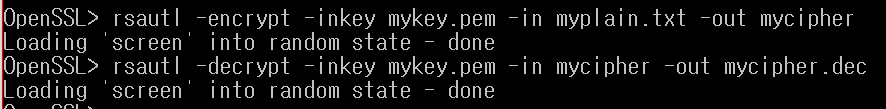 OpenSSL> rsautl -encrypt -inkey mykey.pem -in myplain.txt -out mycipher
Loading 'screen' into random state - done
OpenSSL> rsautl -decrypt -inkey mykey.pem -in mycipher -out mycipher.dec
Loading 'screen' into random state - done